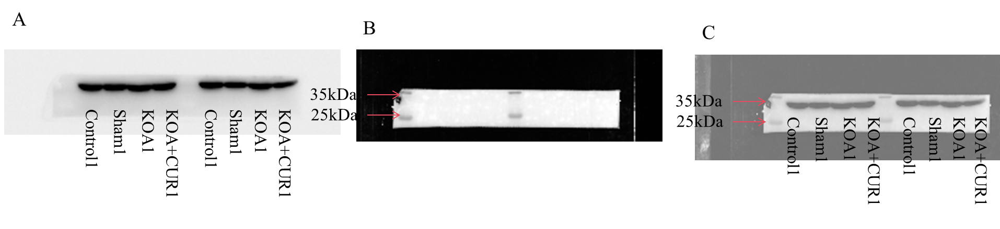 A
B
C
35kDa
25kDa
35kDa
25kDa
Control1
Sham1
KOA1
KOA+CUR1
Control1
Sham1
KOA1
KOA+CUR1
Control1
Sham1
KOA1
KOA+CUR1
Control1
Sham1
KOA1
KOA+CUR1